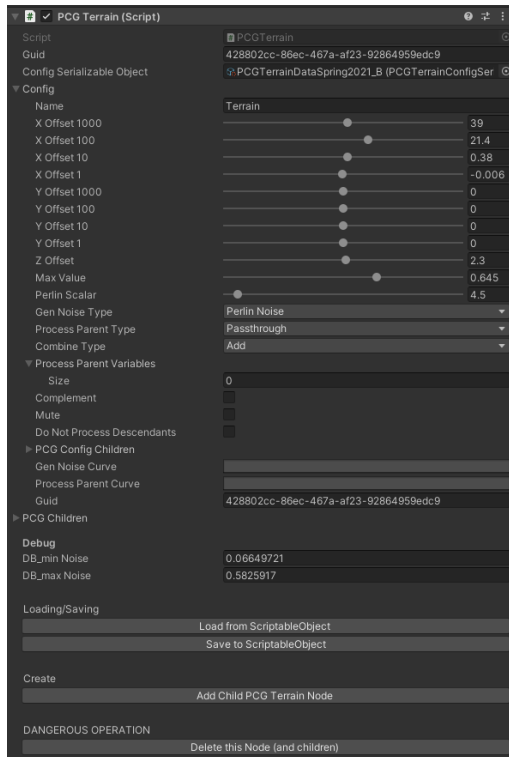 PCG Terrain (Script)
Script PCGTerrain
Guid 428802cc-86ec-467a-af23-92864959edc9
Config Serializable Object PCGTerrainDataSpring2021_B (PCGTerrainConfigSer
Config
Name Terrain
X Offset 1000 39
X Offset 100 21.4
X Offset 10 0.38
X Offset 1 -0.006
Y Offset 1000 0
Y Offset 100 0
Y Offset 10 0
Y Offset 1 0
Z Offset 2.3
Max Value 0.645
Perlin Scalar 4.5
Gen Noise Type Perlin Noise
Process Parent Type Passthrough
Combine Type Add
Process Parent Variables
Size 0
Complement
Mute
Do Not Process Descendants
PCG Config Children
Gen Noise Curve
Process Parent Curve
Guid 428802cc-86ec-467a-af23-92864959edc9
PCG Children
Debug
DB_min Noise 0.06649721
DB_max Noise 0.5825917
Loading/Saving
Load from ScriptableObject
Save to ScriptableObject
Create
Add Child PCG Terrain Node
DANGEROUS OPERATION
Delete this Node (and children)